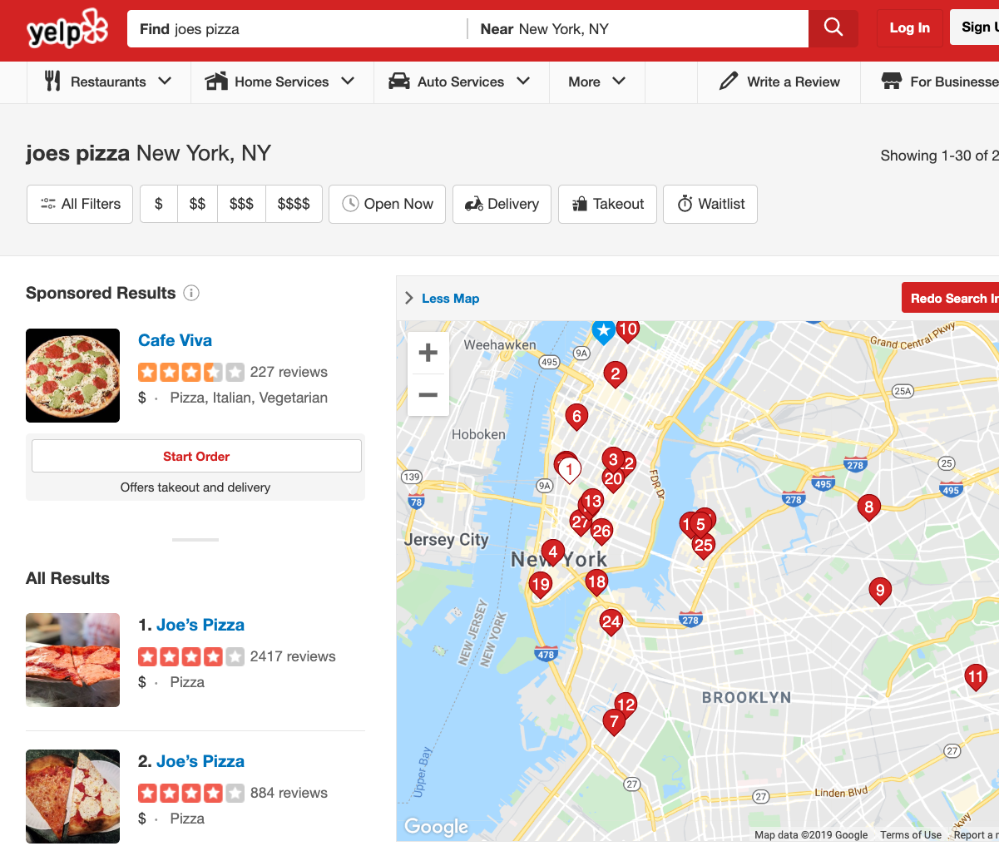 yelp
Find joes pizza
Near New York, NY
Log In
Sign U
Restaurants
Home Services
Auto Services
More
Write a Review
For Businesse
joes pizza New York, NY
Showing 1-30 of 2
All Filters
$
$$
$$$
$$$$
Open Now
Delivery
Takeout
Waitlist
Sponsored Results
Cafe Viva
227 reviews
$ · Pizza, Italian, Vegetarian
Start Order
Offers takeout and delivery
All Results
1. Joe's Pizza
2417 reviews
$ · Pizza
2. Joe's Pizza
884 reviews
$ · Pizza
Less Map
Redo Search In
+
−
Weehawken
Grand Central Pkwy
10
9A
495
2
25A
6
Hoboken
3
20
1
FDR Dr
278
25
139
9A
495
495
78
278
13
8
27
26
5
25
Jersey City
4
New York
19
18
9
NEW JERSEY
NEW YORK
24
278
478
11
BROOKLYN
12
7
27
Upper Bay
27
27
Linden Blvd
Pkwy
Google
Map data ©2019 Google
Terms of Use
Report a